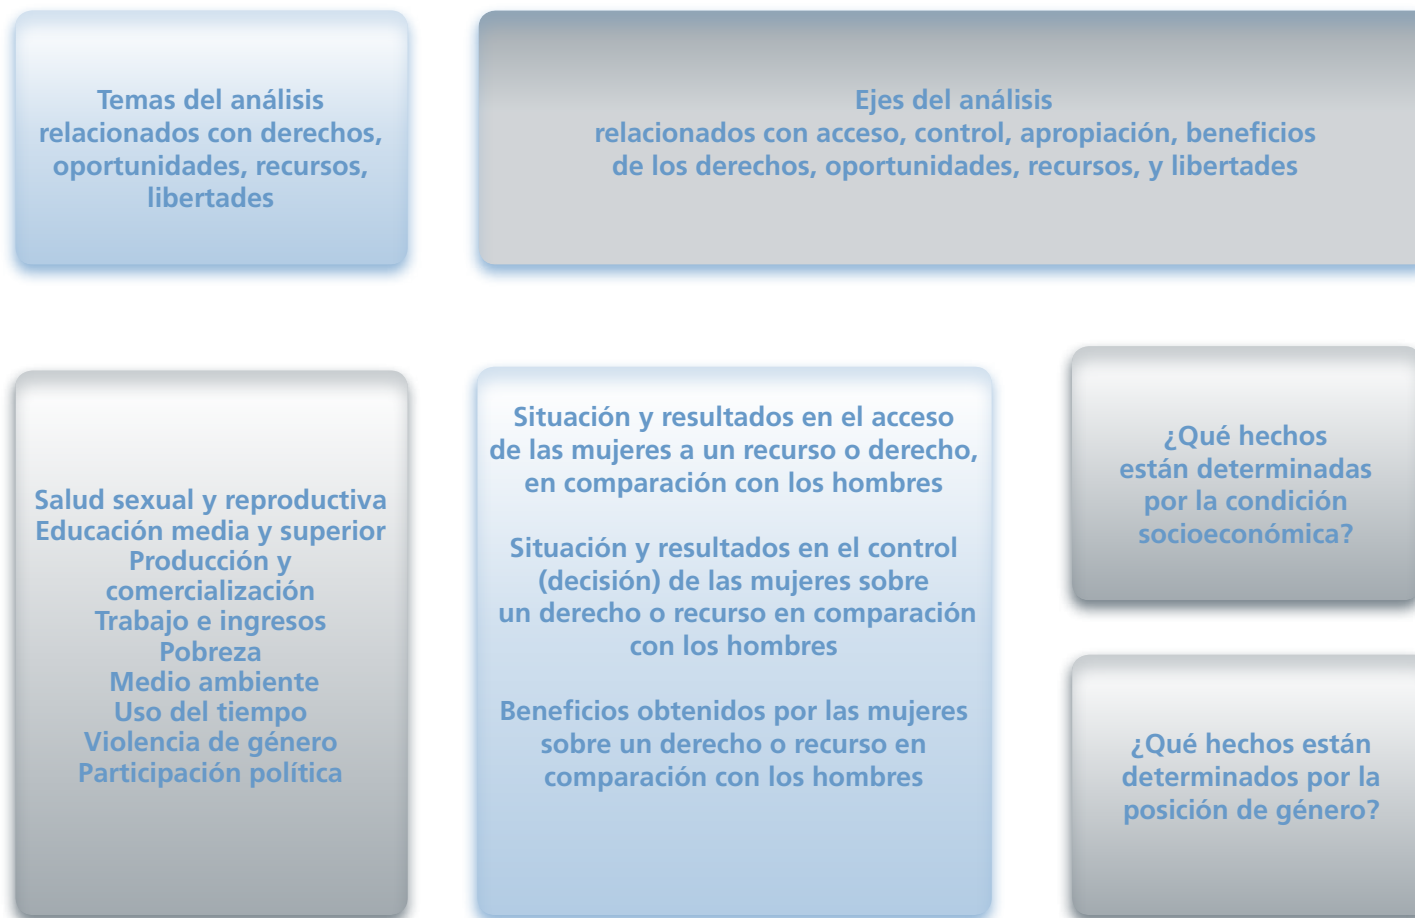 Temas del análisis
relacionados con derechos,
oportunidades, recursos,
libertades
Ejes del análisis
relacionados con acceso, control, apropiación, beneficios
de los derechos, oportunidades, recursos, y libertades
Salud sexual y reproductiva
Educación media y superior
Producción y
comercialización
Trabajo e ingresos
Pobreza
Medio ambiente
Uso del tiempo
Violencia de género
Participación política
Situación y resultados en el acceso
de las mujeres a un recurso o derecho,
en comparación con los hombres
Situación y resultados en el control
(decisión) de las mujeres sobre
un derecho o recurso en comparación
con los hombres
Beneficios obtenidos por las mujeres
sobre un derecho o recurso en
comparación con los hombres
¿Qué hechos
están determinadas
por la condición
socioeconómica?
¿Qué hechos están
determinados por la
posición de género?